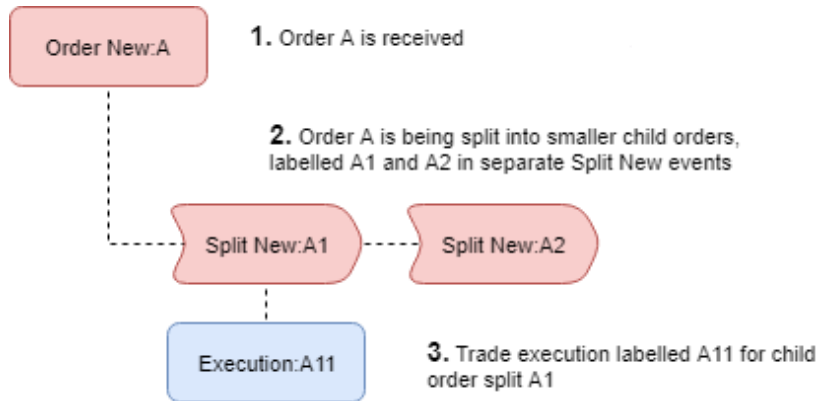 Order New:A
1. Order A is received
2. Order A is being split into smaller child orders,
labelled A1 and A2 in separate Split New events
Split New:A1
Split New:A2
Execution:A11
3. Trade execution labelled A11 for child
order split A1